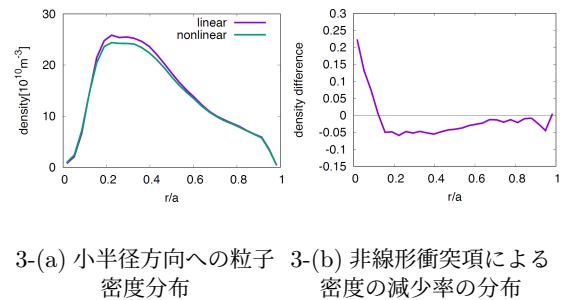 30
20
10
0
density[10^10 m^-3]
linear
nonlinear
0 0.2 0.4 0.6 0.8 1
r/a
0.3
0.25
0.2
0.15
0.1
0.05
0
-0.05
-0.1
-0.15
density difference
0 0.2 0.4 0.6 0.8 1
r/a
3-(a) 小半径方向への粒子
密度分布
3-(b) 非線形衝突項による
密度の減少率の分布